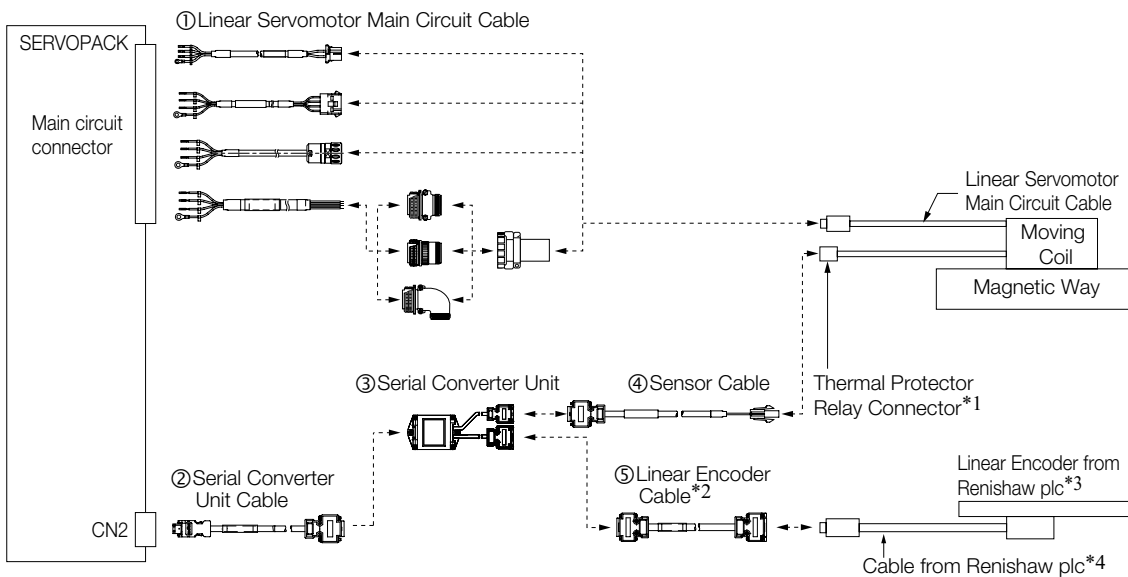 ①Linear Servomotor Main Circuit Cable
SERVOPACK
Main circuit
connector
Linear Servomotor
Main Circuit Cable
Moving
Coil
Magnetic Way
③Serial Converter Unit
④Sensor Cable
Thermal Protector
Relay Connector*1
②Serial Converter
Unit Cable
⑤Linear Encoder
Cable*2
Linear Encoder from
Renishaw plc*3
CN2
Cable from Renishaw plc*4